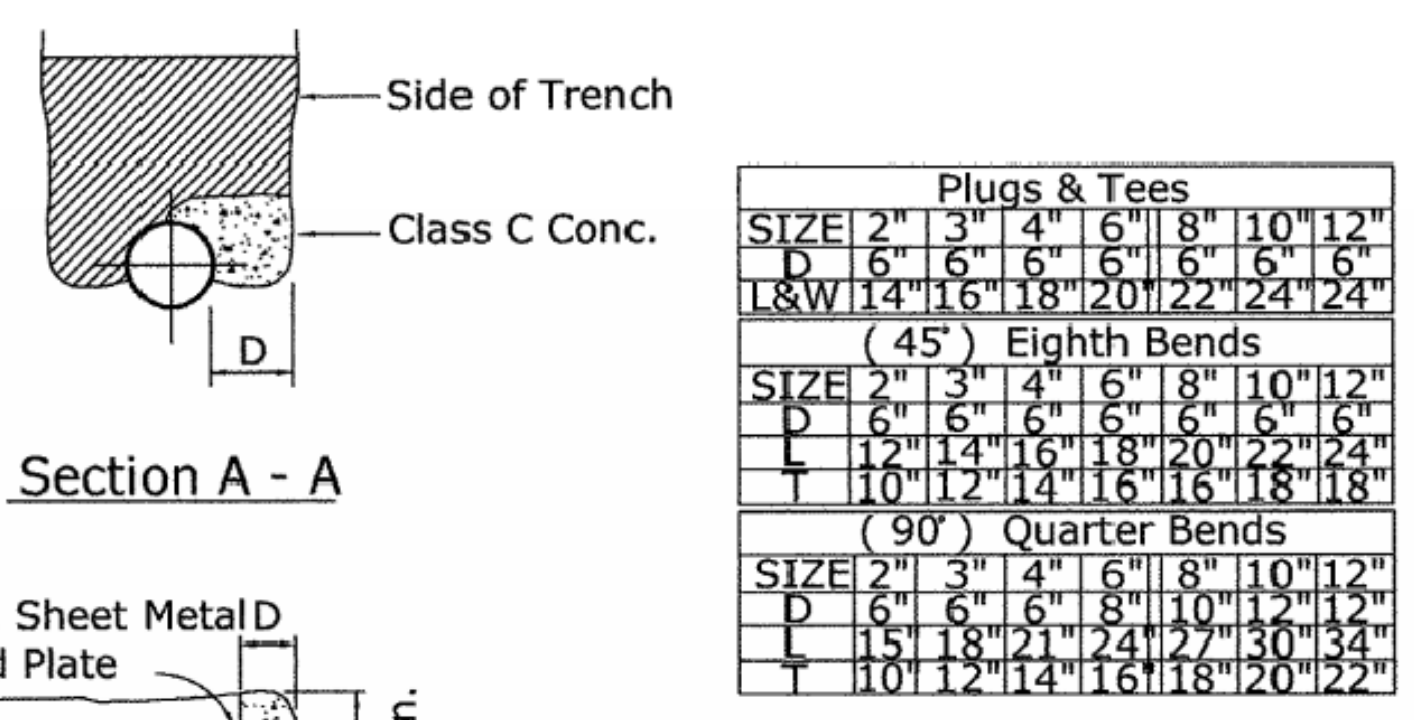 Side of Trench
Class C Conc.
D
Section A - A
Sheet Metal D
d Plate
Plugs & Tees
SIZE 2" 3" 4" 6" 8" 10" 12"
D 6" 6" 6" 6" 6" 6" 6"
L&W 14" 16" 18" 20" 22" 24" 24"
( 45° ) Eighth Bends
SIZE 2" 3" 4" 6" 8" 10" 12"
D 6" 6" 6" 6" 6" 6" 6"
L 12" 14" 16" 18" 20" 22" 24"
T 10" 12" 14" 16" 16" 18" 18"
( 90° ) Quarter Bends
SIZE 2" 3" 4" 6" 8" 10" 12"
D 6" 6" 6" 8" 10" 12" 12"
L 15" 18" 21" 24" 27" 30" 34"
T 10" 12" 14" 16" 18" 20" 22"